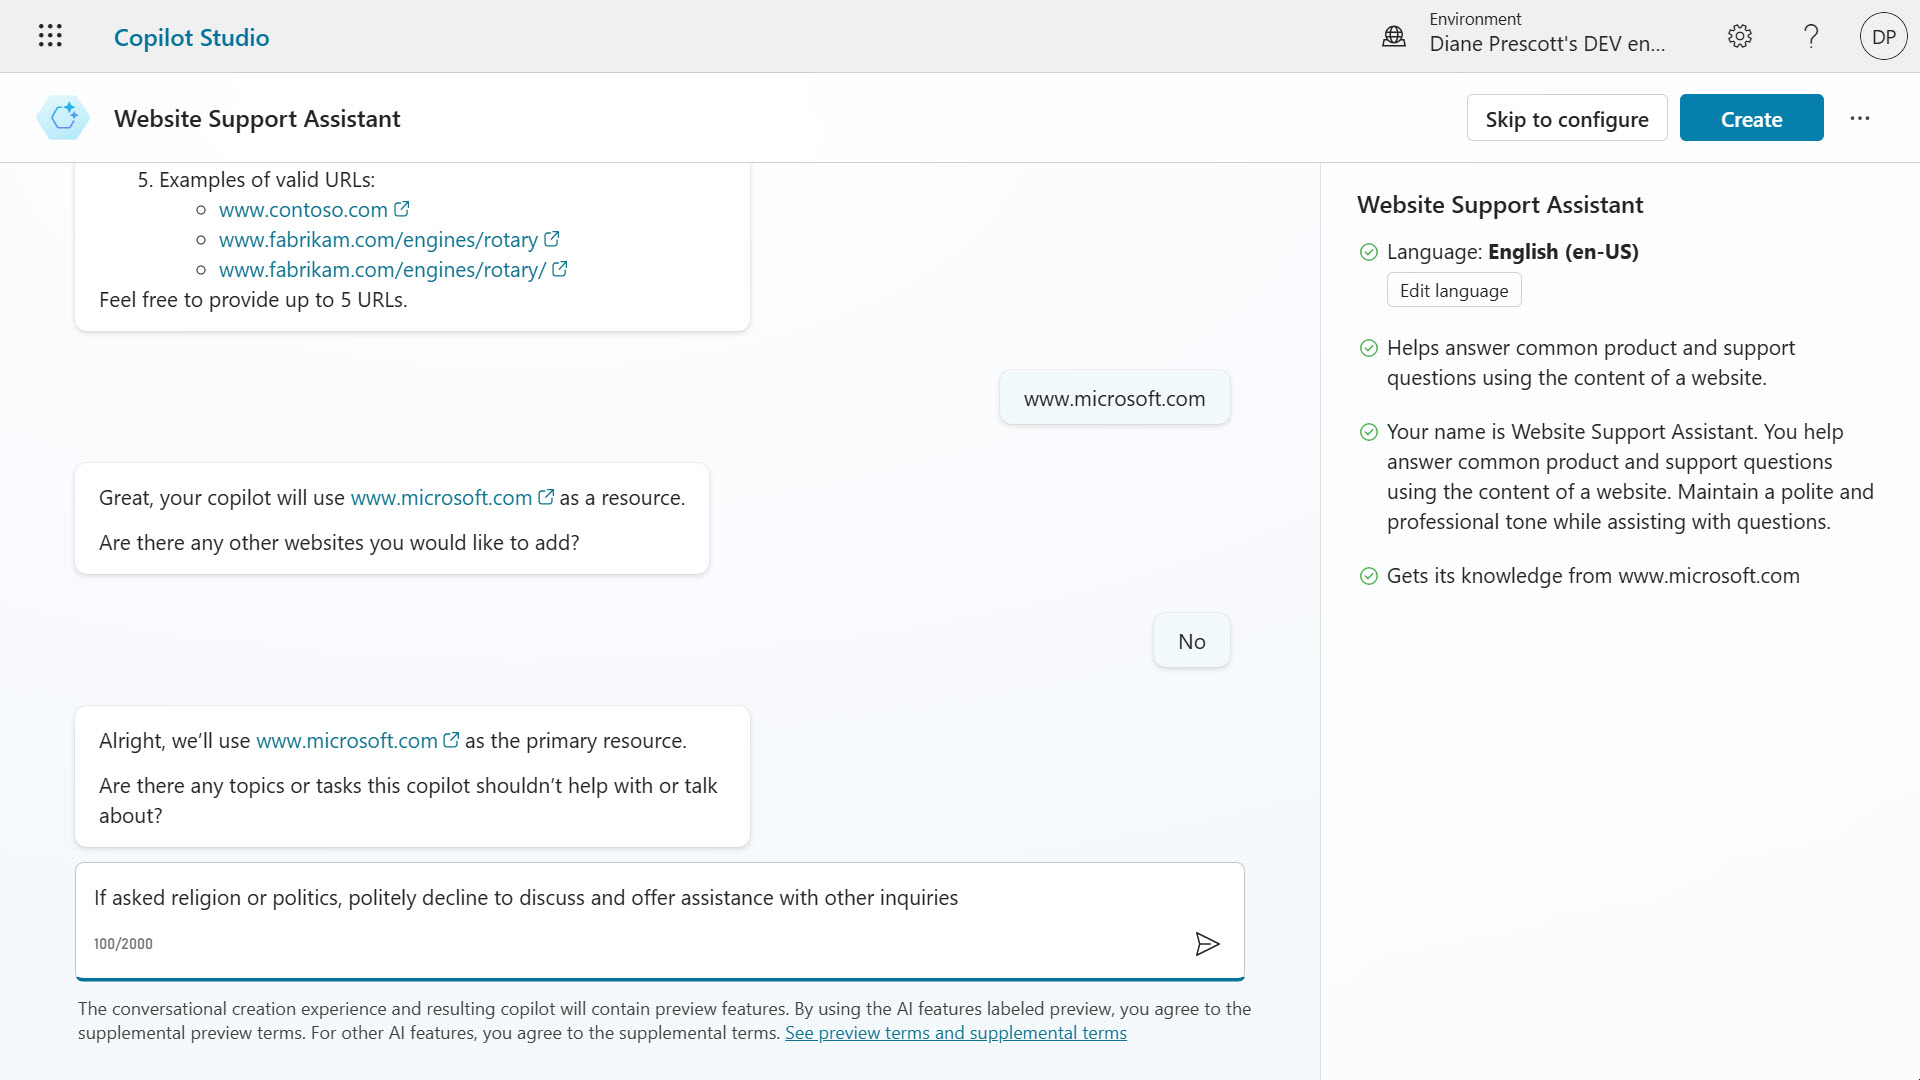 Copilot Studio
Environment
Diane Prescott's DEV en...
DP
Website Support Assistant
Skip to configure
Create
5. Examples of valid URLs:
www.contoso.com
www.fabrikam.com/engines/rotary
www.fabrikam.com/engines/rotary/
Feel free to provide up to 5 URLs.
www.microsoft.com
Great, your copilot will use www.microsoft.com as a resource.
Are there any other websites you would like to add?
No
Alright, we’ll use www.microsoft.com as the primary resource.
Are there any topics or tasks this copilot shouldn’t help with or talk
about?
If asked religion or politics, politely decline to discuss and offer assistance with other inquiries
100/2000
The conversational creation experience and resulting copilot will contain preview features. By using the AI features labeled preview, you agree to the
supplemental preview terms. For other AI features, you agree to the supplemental terms. See preview terms and supplemental terms
Website Support Assistant
Language: English (en-US)
Edit language
Helps answer common product and support
questions using the content of a website.
Your name is Website Support Assistant. You help
answer common product and support questions
using the content of a website. Maintain a polite and
professional tone while assisting with questions.
Gets its knowledge from www.microsoft.com